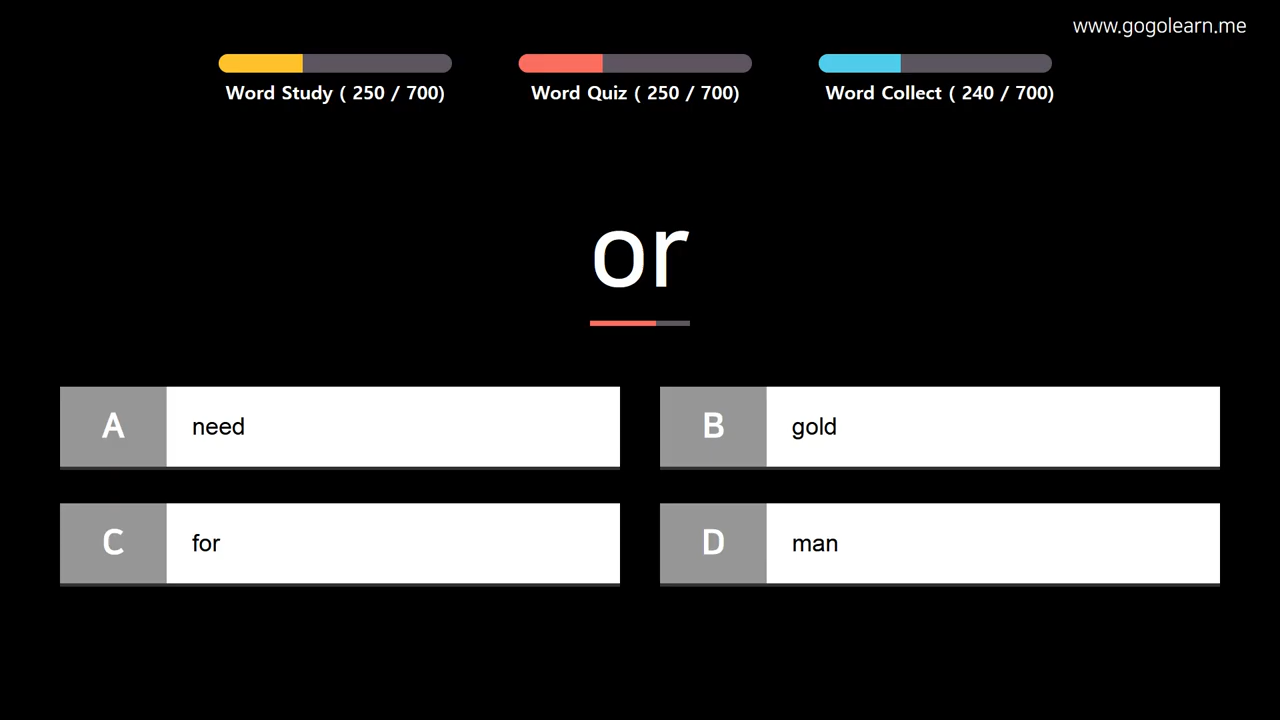 www.gogolearn.me
Word Study ( 250 / 700)
Word Quiz ( 250 / 700)
Word Collect ( 240 / 700)
or
A need
B gold
C for
D man